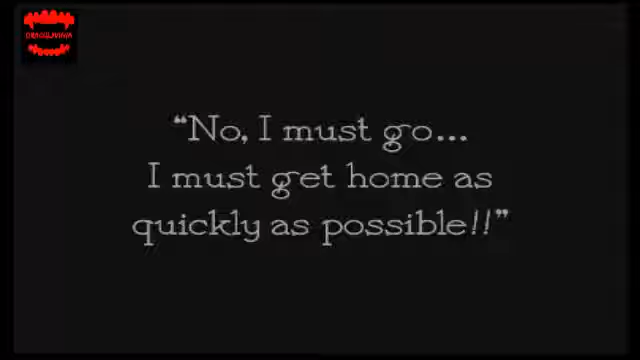 “No, I must go...
I must get home as
quickly as possible!!”